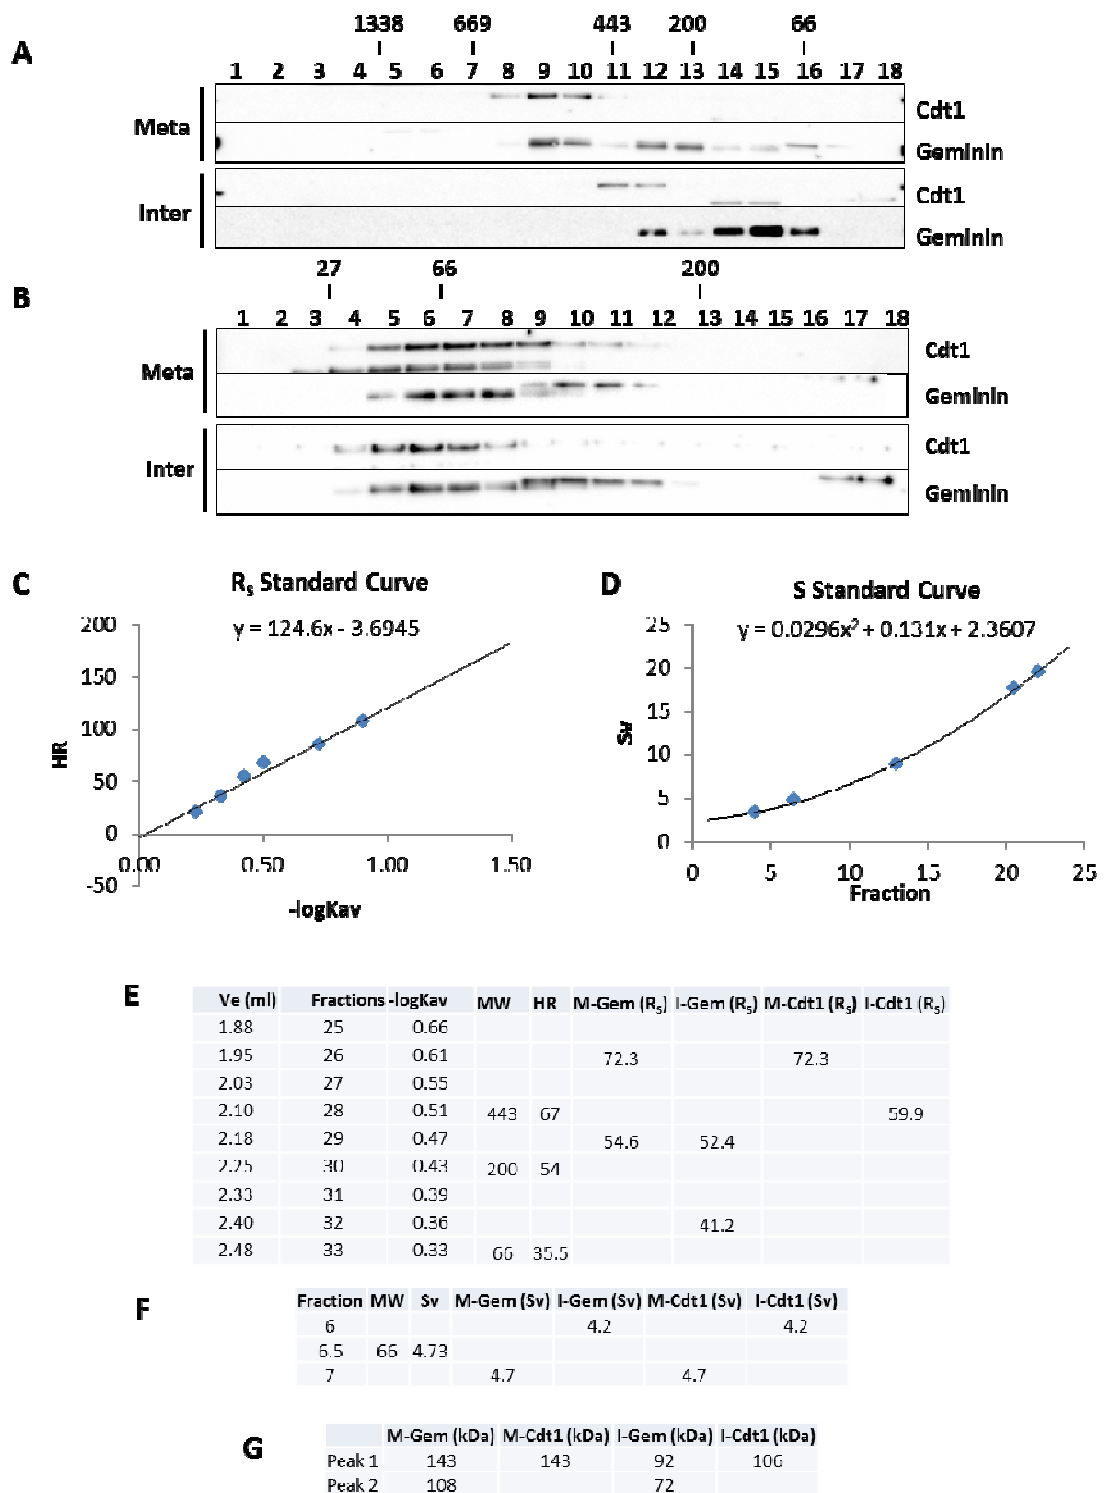 1338 669 443 200 66
A
1 2 3 4 5 6 7 8 9 10 11 12 13 14 15 16 17 18
Meta
Cdt1
Geminin
Inter
Cdt1
Geminin
27 66 200
B
1 2 3 4 5 6 7 8 9 10 11 12 13 14 15 16 17 18
Meta
Cdt1
Geminin
Inter
Cdt1
Geminin
C
Rs Standard Curve
y = 124.6x - 3.6945
200
150
100
50
0
-50
HR
0.00 0.50 1.00 1.50
-logKav
D
S Standard Curve
y = 0.0296x² + 0.131x + 2.3607
25
20
15
10
5
0
Sv
0 5 10 15 20 25
Fraction
E
Ve (ml) Fractions -logKav MW HR M-Gem (Rs) I-Gem (Rs) M-Cdt1 (Rs) I-Cdt1 (Rs)
1.88 25 0.66
1.95 26 0.61 72.3 72.3
2.03 27 0.55
2.10 28 0.51 443 67 59.9
2.18 29 0.47 54.6 52.4
2.25 30 0.43 200 54
2.33 31 0.39
2.40 32 0.36 41.2
2.48 33 0.33 66 35.5
F
Fraction MW Sv M-Gem (Sv) I-Gem (Sv) M-Cdt1 (Sv) I-Cdt1 (Sv)
6 4.2 4.2
6.5 66 4.73
7 4.7 4.7
G
M-Gem (kDa) M-Cdt1 (kDa) I-Gem (kDa) I-Cdt1 (kDa)
Peak 1 143 143 92 106
Peak 2 108 72